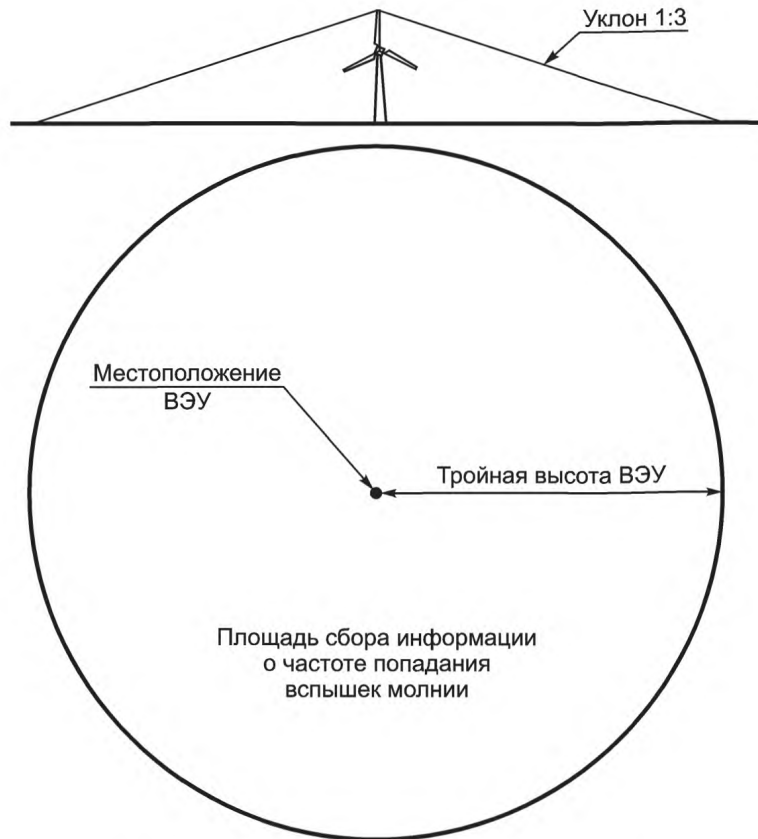 Уклон 1:3
Местоположение
ВЭУ
Тройная высота ВЭУ
Площадь сбора информации
о частоте попадания
вспышек молнии